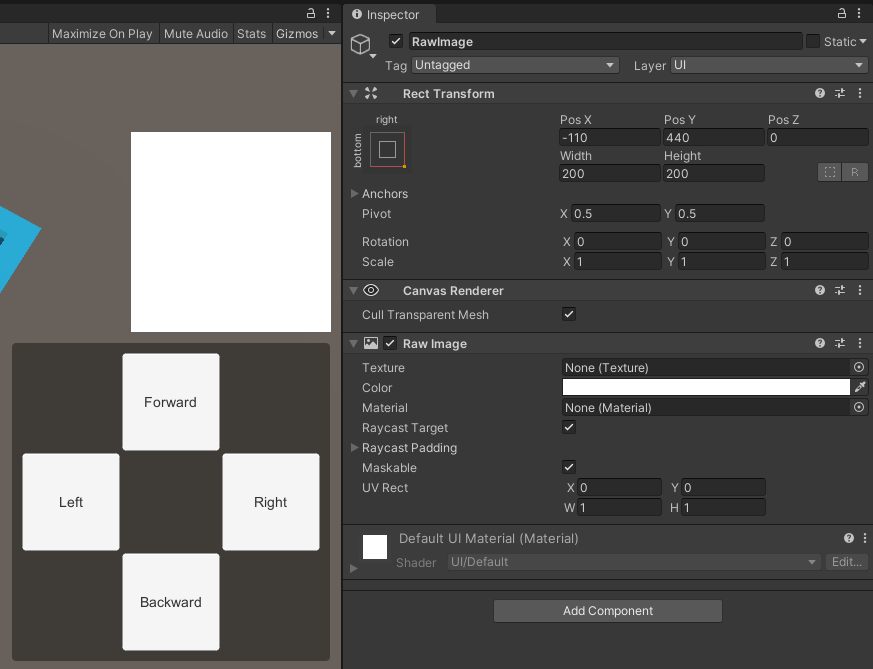 Maximize On Play Mute Audio Stats Gizmos
Forward
Left Right
Backward
Inspector
RawImage Static
Tag Untagged Layer UI
Rect Transform
right
bottom
Pos X Pos Y Pos Z
-110 440 0
Width Height
200 200
R
Anchors
Pivot X 0.5 Y 0.5
Rotation X 0 Y 0 Z 0
Scale X 1 Y 1 Z 1
Canvas Renderer
Cull Transparent Mesh
Raw Image
Texture None (Texture)
Color
Material None (Material)
Raycast Target
Raycast Padding
Maskable
UV Rect X 0 Y 0
W 1 H 1
Default UI Material (Material)
Shader UI/Default Edit...
Add Component